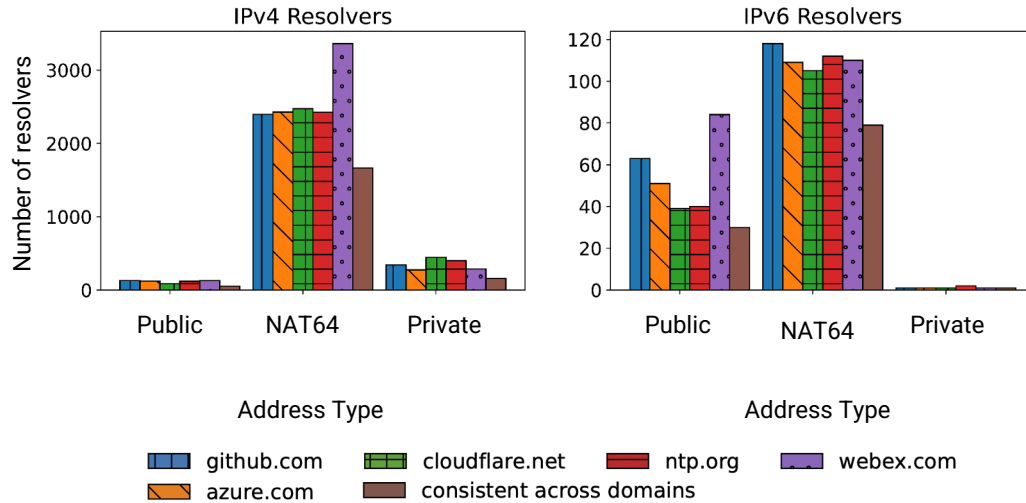 IPv4 Resolvers
IPv6 Resolvers
Number of resolvers
3000
2000
1000
0
120
100
80
60
40
20
0
Public NAT64 Private
Public NAT64 Private
Address Type
Address Type
github.com cloudflare.net ntp.org webex.com
azure.com consistent across domains